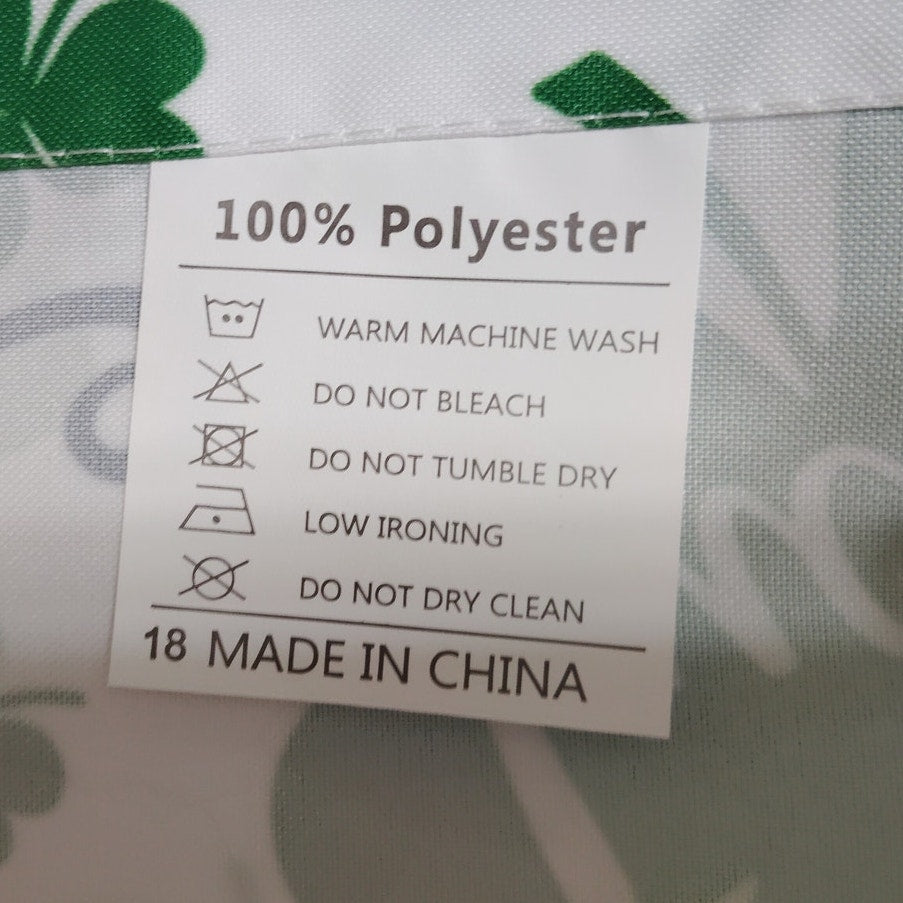 100% Polyester
WARM MACHINE WASH
DO NOT BLEACH
DO NOT TUMBLE DRY
LOW IRONING
DO NOT DRY CLEAN
18 MADE IN CHINA